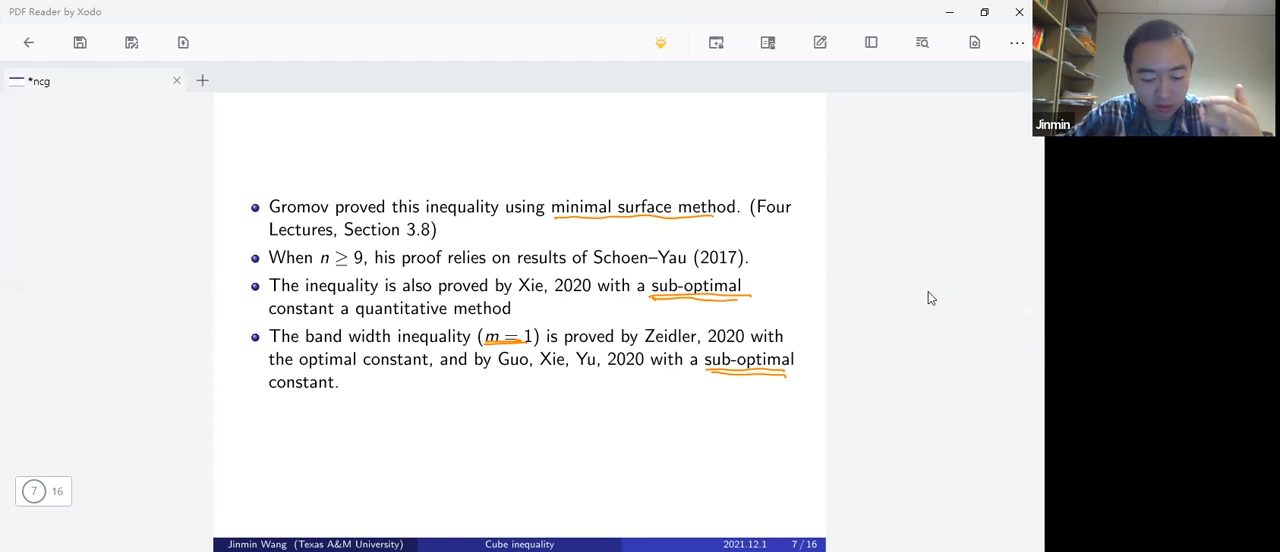 PDF Reader by Xodo
*ncg
Jinmin
Gromov proved this inequality using minimal surface method. (Four
Lectures, Section 3.8)
When n ≥ 9, his proof relies on results of Schoen–Yau (2017).
The inequality is also proved by Xie, 2020 with a sub-optimal
constant a quantitative method
The band width inequality (m = 1) is proved by Zeidler, 2020 with
the optimal constant, and by Guo, Xie, Yu, 2020 with a sub-optimal
constant.
7 16
Jinmin Wang (Texas A&M University) Cube inequality 2021.12.1 7 / 16